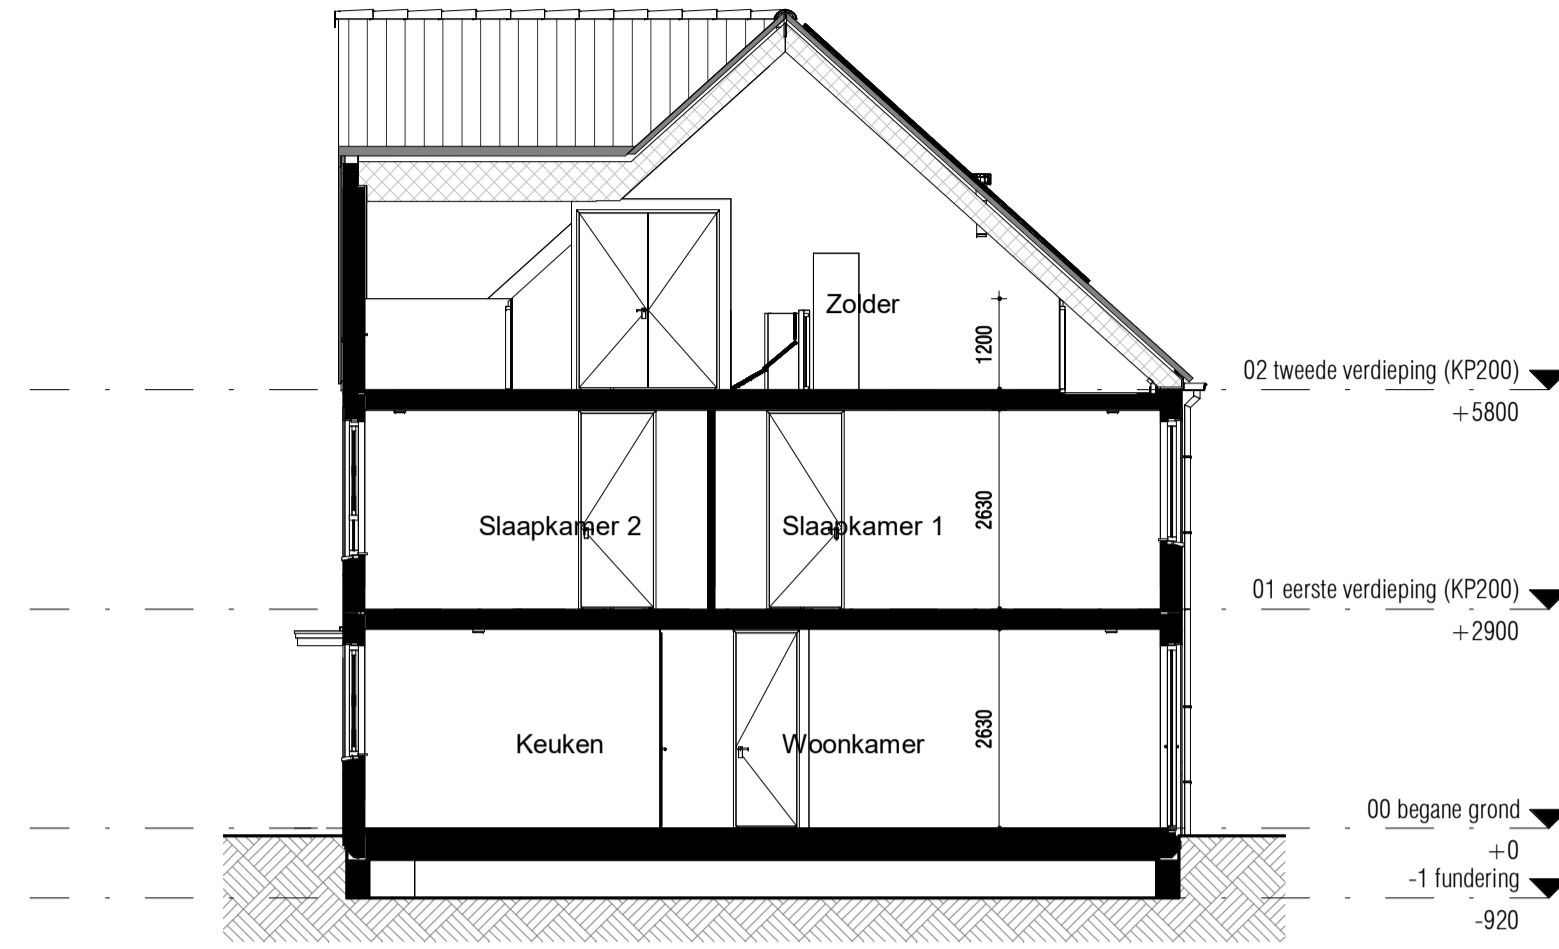 Zolder
1200
02 tweede verdieping (KP200)
+5800
Slaapkamer 2
Slaapkamer 1
2630
01 eerste verdieping (KP200)
+2900
Keuken
Woonkamer
2630
00 begane grond
+0
-1 fundering
-920